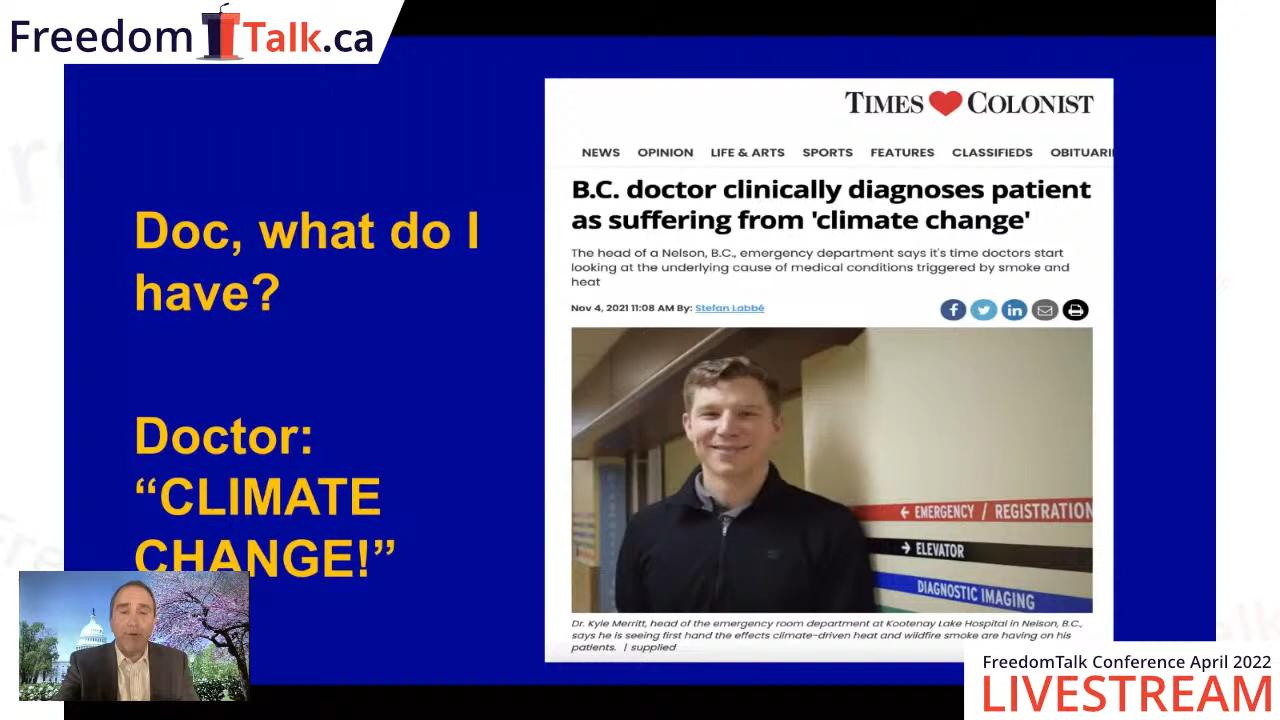 FreedomTalk.ca
Doc, what do I
have?
Doctor:
“CLIMATE
CHANGE!”
TIMES COLONIST
NEWS OPINION LIFE & ARTS SPORTS FEATURES CLASSIFIEDS OBITUARI
B.C. doctor clinically diagnoses patient
as suffering from 'climate change'
The head of a Nelson, B.C., emergency department says it's time doctors start
looking at the underlying cause of medical conditions triggered by smoke and
heat
Nov 4, 2021 11:08 AM By: Stefan Labbé
← EMERGENCY / REGISTRATION
→ ELEVATOR
DIAGNOSTIC IMAGING
Dr. Kyle Merritt, head of the emergency room department at Kootenay Lake Hospital in Nelson, B.C.,
says he is seeing first hand the effects climate-driven heat and wildfire smoke are having on his
patients. | supplied
FreedomTalk Conference April 2022
LIVESTREAM